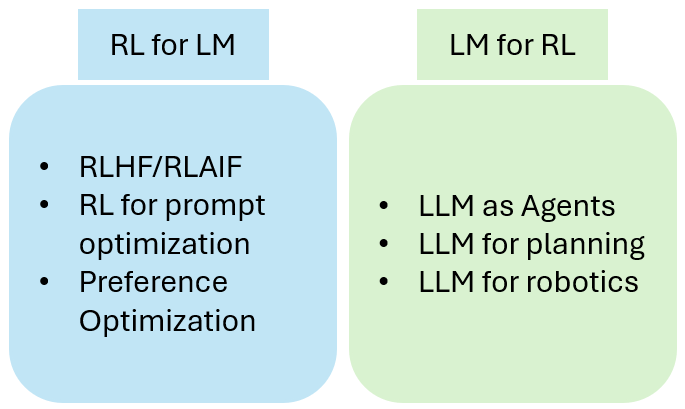 RL for LM
• RLHF/RLAIF
• RL for prompt
optimization
• Preference
Optimization
LM for RL
• LLM as Agents
• LLM for planning
• LLM for robotics